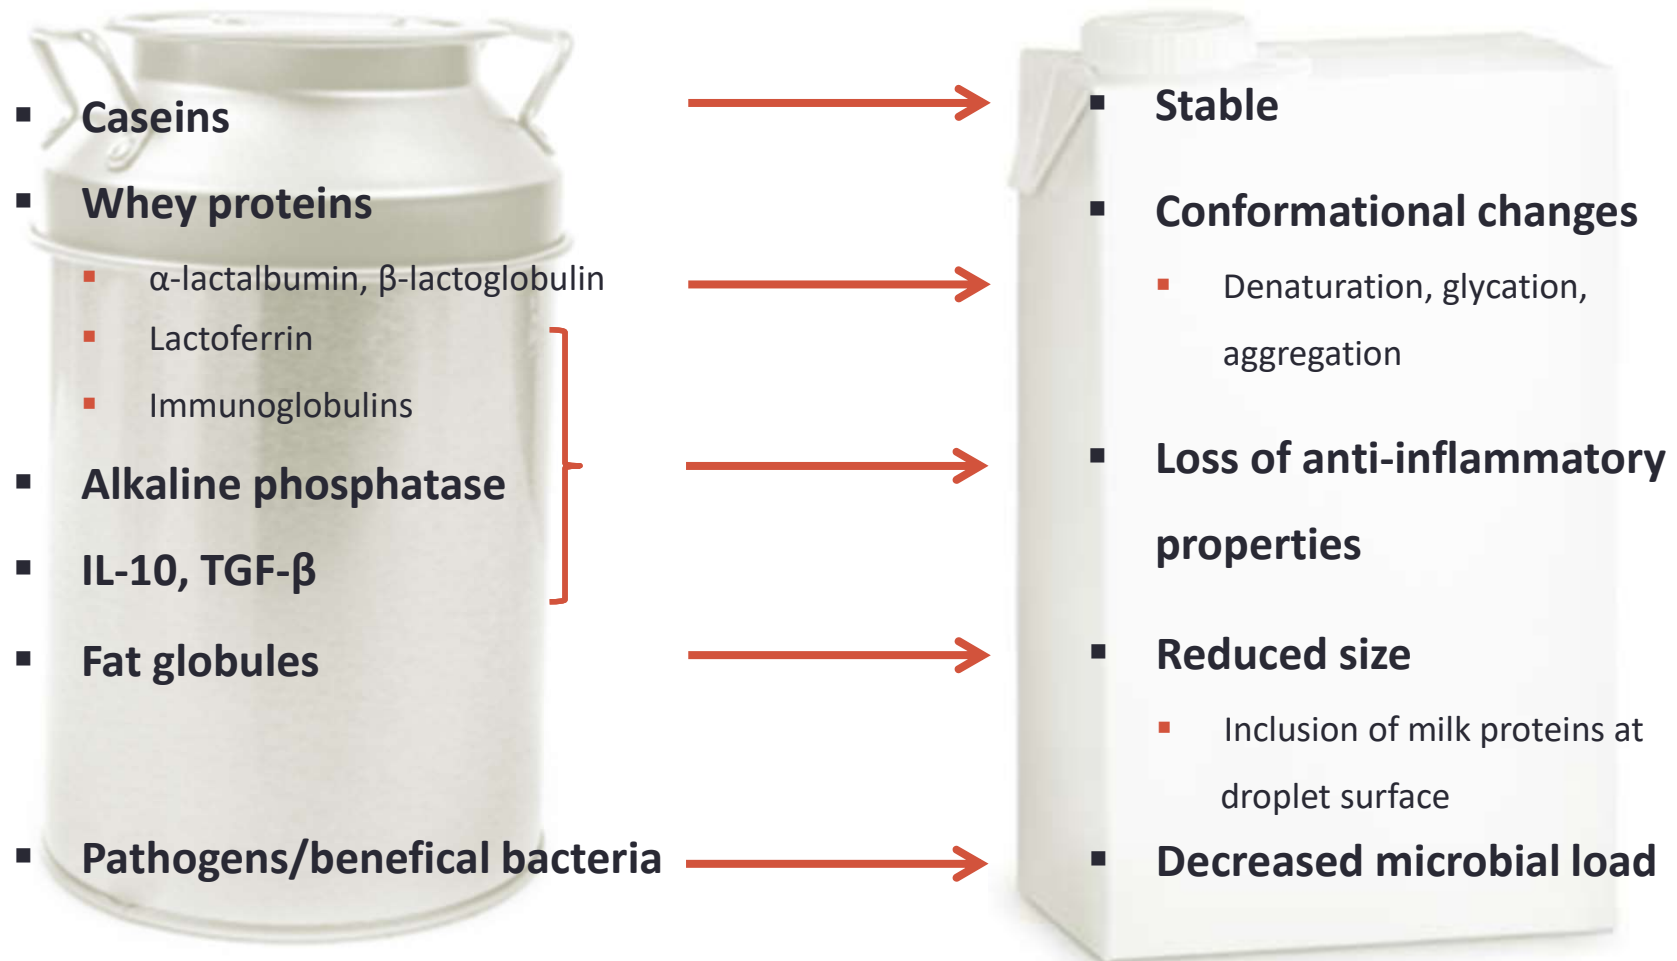 Caseins
Whey proteins
α-lactalbumin, β-lactoglobulin
Lactoferrin
Immunoglobulins
Alkaline phosphatase
IL-10, TGF-β
Fat globules
Pathogens/benefical bacteria
Stable
Conformational changes
Denaturation, glycation,
aggregation
Loss of anti-inflammatory
properties
Reduced size
Inclusion of milk proteins at
droplet surface
Decreased microbial load